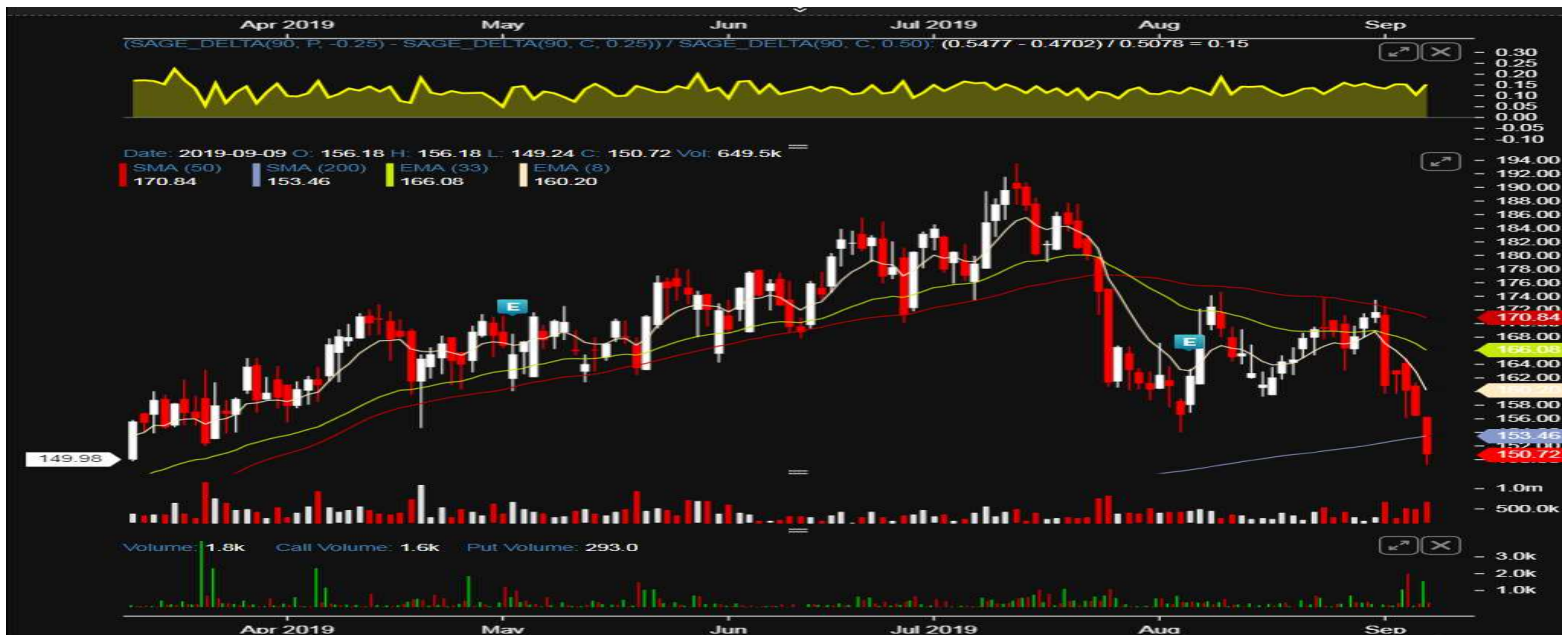 Apr 2019 May Jun Jul 2019 Aug Sep
(SAGE_DELTA(90, P, -0.25) - SAGE_DELTA(90, C, 0.25)) / SAGE_DELTA(90, C, 0.50): (0.5477 - 0.4702) / 0.5078 = 0.15
0.30
0.25
0.20
0.15
0.10
0.05
0.00
-0.05
-0.10
Date: 2019-09-09 O: 156.18 H: 156.18 L: 149.24 C: 150.72 Vol: 649.5k
SMA (50) SMA (200) EMA (33) EMA (8)
170.84 153.46 166.08 160.20
194.00
192.00
190.00
188.00
186.00
184.00
182.00
180.00
178.00
176.00
174.00
172.00
170.84
168.00
166.08
164.00
162.00
160.20
158.00
156.00
E
E
153.46
152.00
150.72
149.98
1.0m
500.0k
Volume: 1.8k Call Volume: 1.6k Put Volume: 293.0
3.0k
2.0k
1.0k
Apr 2019 May Jun Jul 2019 Aug Sep